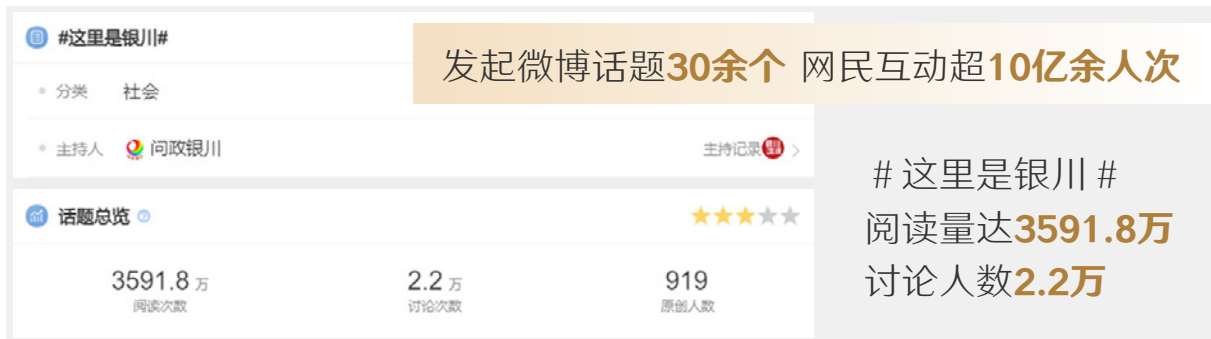 #这里是银川#
发起微博话题30余个 网民互动超10亿余人次
分类 社会
主持人 问政银川 主持记录
话题总览
3591.8万 2.2万 919
阅读次数 讨论次数 原创人数
# 这里是银川 #
阅读量达3591.8万
讨论人数2.2万